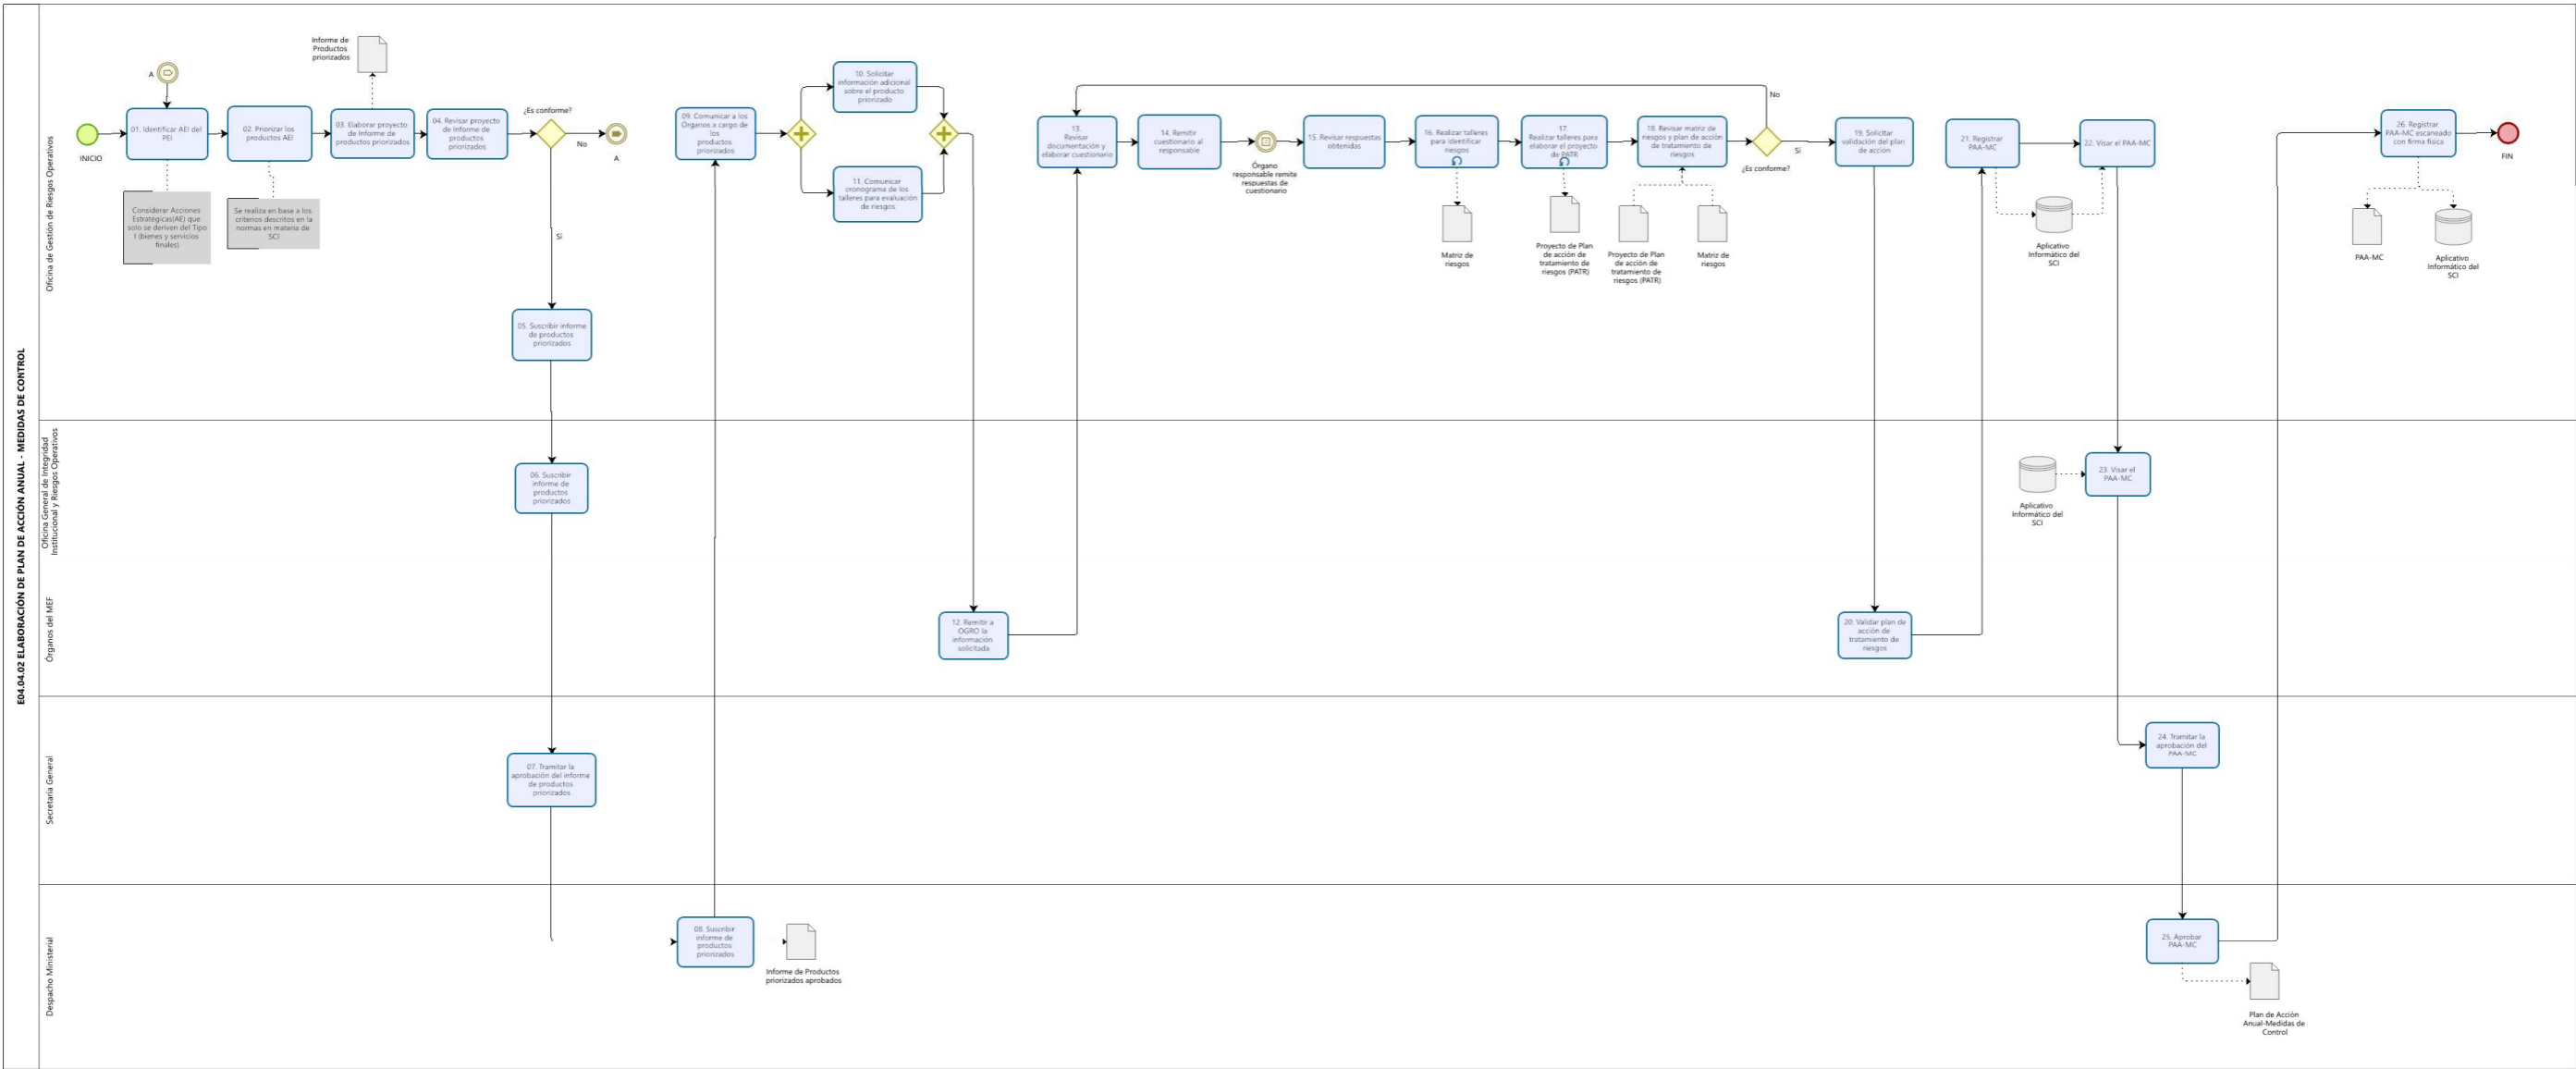 E04.04.02 ELABORACIÓN DE PLAN DE ACCIÓN ANUAL - MEDIDAS DE CONTROL
Oficina de Gestión de Riesgos Operativos
INICIO
A
01. Identificar AEI del
PEI
Considerar Acciones
Estratégicas(AE) que
solo se deriven del Tipo
I (bienes y servicios
finales)
02. Priorizar los
productos AEI
Se realiza en base a los
criterios descritos en la
normas en materia de
SCI
Informe de
Productos
priorizados
03. Elaborar proyecto
de Informe de
productos priorizados
04. Revisar proyecto
de Informe de
productos
priorizados
¿Es conforme?
No
A
Sí
05. Suscribir informe
de productos
priorizados
09. Comunicar a los
Órganos a cargo de
los
productos
priorizados
10. Solicitar
información adicional
sobre el producto
priorizado
11. Comunicar
cronograma de los
talleres para evaluación
de riesgos
13.
Revisar
documentación y
elaborar cuestionario
14. Remitir
cuestionario al
responsable
Órgano
responsable remite
respuestas de
cuestionario
15. Revisar respuestas
obtenidas
16. Realizar talleres
para identificar
riesgos
Matriz de
riesgos
17.
Realizar talleres para
elaborar el proyecto
de PATR
Proyecto de Plan
de acción de
tratamiento de
riesgos (PATR)
18. Revisar matriz de
riesgos y plan de acción
de tratamiento de
riesgos
Proyecto de Plan
de acción de
tratamiento de
riesgos (PATR)
Matriz de
riesgos
No
¿Es conforme?
Sí
19. Solicitar
validación del plan
de acción
21. Registrar
PAA-MC
Aplicativo
Informático del
SCI
22. Visar el PAA-MC
26. Registrar
PAA-MC escaneado
con firma física
PAA-MC
Aplicativo
Informático del
SCI
FIN
Oficina General de Integridad
Institucional y Riesgos Operativos
06. Suscribir
informe de
productos
priorizados
Aplicativo
Informático del
SCI
23. Visar el
PAA-MC
Órganos del MEF
12. Remitir a
OGRO la
información
solicitada
20. Validar plan de
acción de
tratamiento de
riesgos
Secretaría General
07. Tramitar la
aprobación del informe
de productos
priorizados
24. Tramitar la
aprobación del
PAA-MC
Despacho Ministerial
08. Suscribir
informe de
productos
priorizados
Informe de Productos
priorizados aprobados
25. Aprobar
PAA-MC
Plan de Acción
Anual-Medidas de
Control